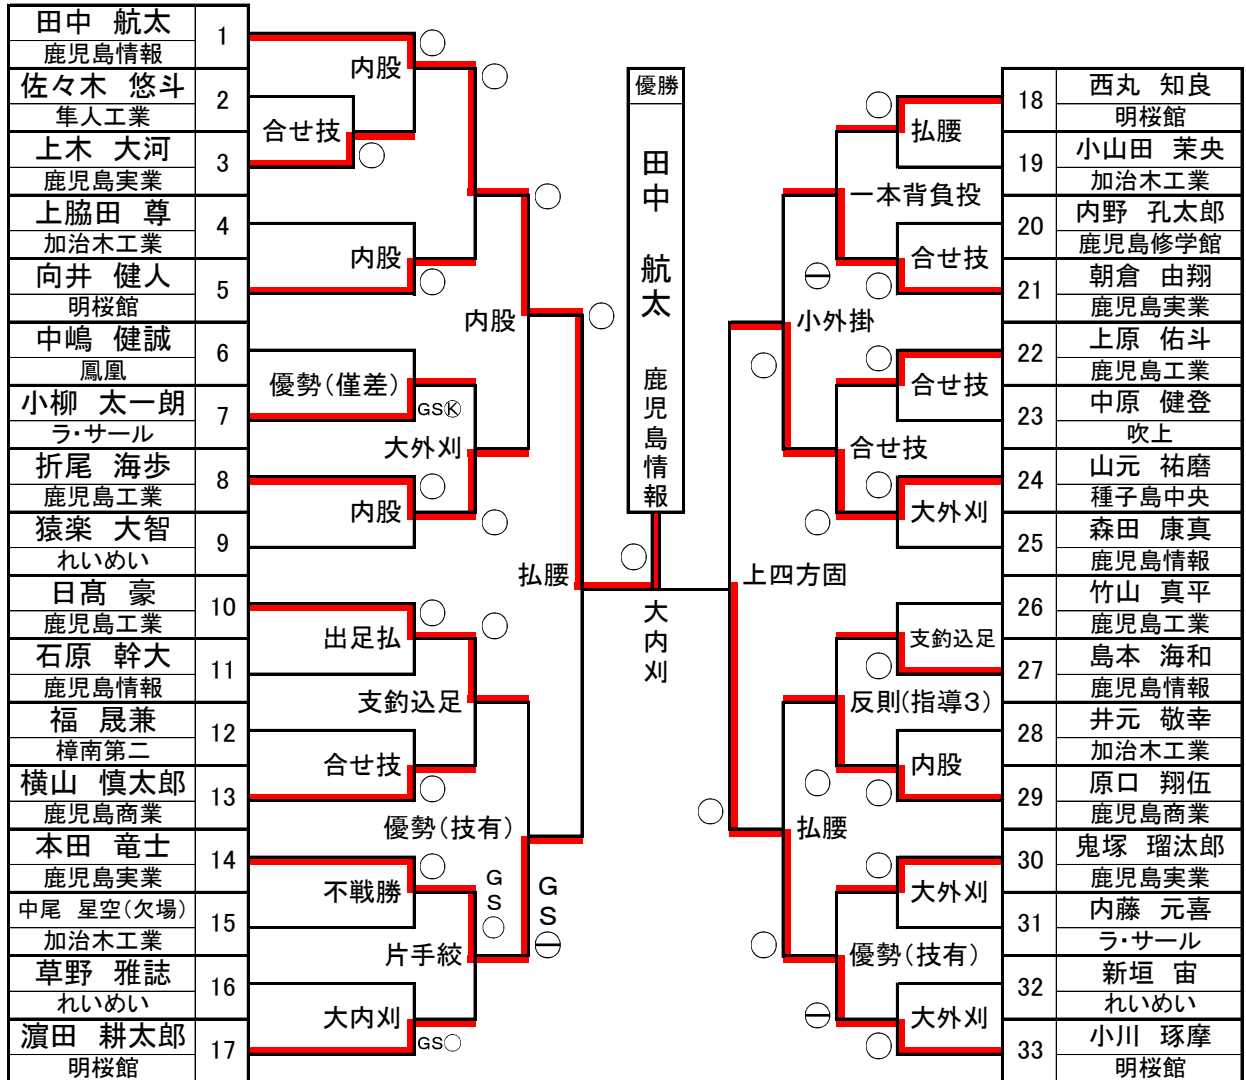 田中 航太
鹿児島情報
1
佐々木 悠斗
隼人工業
2
上木 大河
鹿児島実業
3
上脇田 尊
加治木工業
4
向井 健人
明桜館
5
中嶋 健誠
鳳凰
6
小柳 太一朗
ラ・サール
7
折尾 海歩
鹿児島工業
8
猿楽 大智
れいめい
9
日髙 豪
鹿児島工業
10
石原 幹大
鹿児島情報
11
福 晟兼
樟南第二
12
横山 慎太郎
鹿児島商業
13
本田 竜士
鹿児島実業
14
中尾 星空(欠場)
加治木工業
15
草野 雅誌
れいめい
16
濵田 耕太郎
明桜館
17
内股
合せ技
内股
内股
優勢(僅差)
GSⓀ
大外刈
内股
払腰
出足払
支釣込足
合せ技
優勢(技有)
不戦勝
GS
GS
片手絞
大内刈
GS
優勝
田中 航太
鹿児島情報
大内刈
払腰
一本背負投
合せ技
小外掛
合せ技
合せ技
大外刈
上四方固
支釣込足
反則(指導3)
内股
払腰
大外刈
優勢(技有)
大外刈
18
西丸 知良
明桜館
19
小山田 茉央
加治木工業
20
内野 孔太郎
鹿児島修学館
21
朝倉 由翔
鹿児島実業
22
上原 佑斗
鹿児島工業
23
中原 健登
吹上
24
山元 祐磨
種子島中央
25
森田 康真
鹿児島情報
26
竹山 真平
鹿児島工業
27
島本 海和
鹿児島情報
28
井元 敬幸
加治木工業
29
原口 翔伍
鹿児島商業
30
鬼塚 瑠汰郎
鹿児島実業
31
内藤 元喜
ラ・サール
32
新垣 宙
れいめい
33
小川 琢摩
明桜館